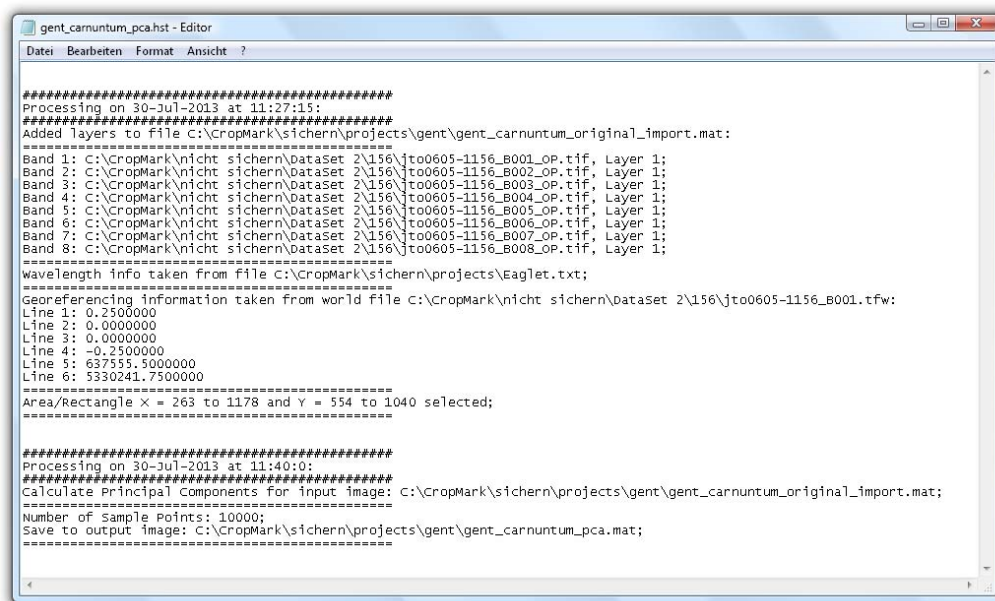 gent_carnuntum_pca.hst - Editor
Datei Bearbeiten Format Ansicht ?
###############################################
Processing on 30-Jul-2013 at 11:27:15:
###############################################
Added layers to file C:\CropMark\sichern\projects\gent\gent_carnuntum_original_import.mat:
===============================================
Band 1: C:\CropMark\nicht sichern\DataSet 2\156\jto0605-1156_B001_OP.tif, Layer 1;
Band 2: C:\CropMark\nicht sichern\DataSet 2\156\jto0605-1156_B002_OP.tif, Layer 1;
Band 3: C:\CropMark\nicht sichern\DataSet 2\156\jto0605-1156_B003_OP.tif, Layer 1;
Band 4: C:\CropMark\nicht sichern\DataSet 2\156\jto0605-1156_B004_OP.tif, Layer 1;
Band 5: C:\CropMark\nicht sichern\DataSet 2\156\jto0605-1156_B005_OP.tif, Layer 1;
Band 6: C:\CropMark\nicht sichern\DataSet 2\156\jto0605-1156_B006_OP.tif, Layer 1;
Band 7: C:\CropMark\nicht sichern\DataSet 2\156\jto0605-1156_B007_OP.tif, Layer 1;
Band 8: C:\CropMark\nicht sichern\DataSet 2\156\jto0605-1156_B008_OP.tif, Layer 1;
===============================================
Wavelength info taken from file C:\CropMark\sichern\projects\Eaglet.txt;
===============================================
Georeferencing information taken from world file C:\CropMark\nicht sichern\DataSet 2\156\jto0605-1156_B001.tfw:
Line 1: 0.2500000
Line 2: 0.0000000
Line 3: 0.0000000
Line 4: -0.2500000
Line 5: 637555.5000000
Line 6: 5330241.7500000
===============================================
Area/Rectangle X = 263 to 1178 and Y = 554 to 1040 selected;
===============================================
###############################################
Processing on 30-Jul-2013 at 11:40:0:
###############################################
Calculate Principal Components for input image: C:\CropMark\sichern\projects\gent\gent_carnuntum_original_import.mat;
===============================================
Number of Sample Points: 10000;
Save to output image: C:\CropMark\sichern\projects\gent\gent_carnuntum_pca.mat;
===============================================